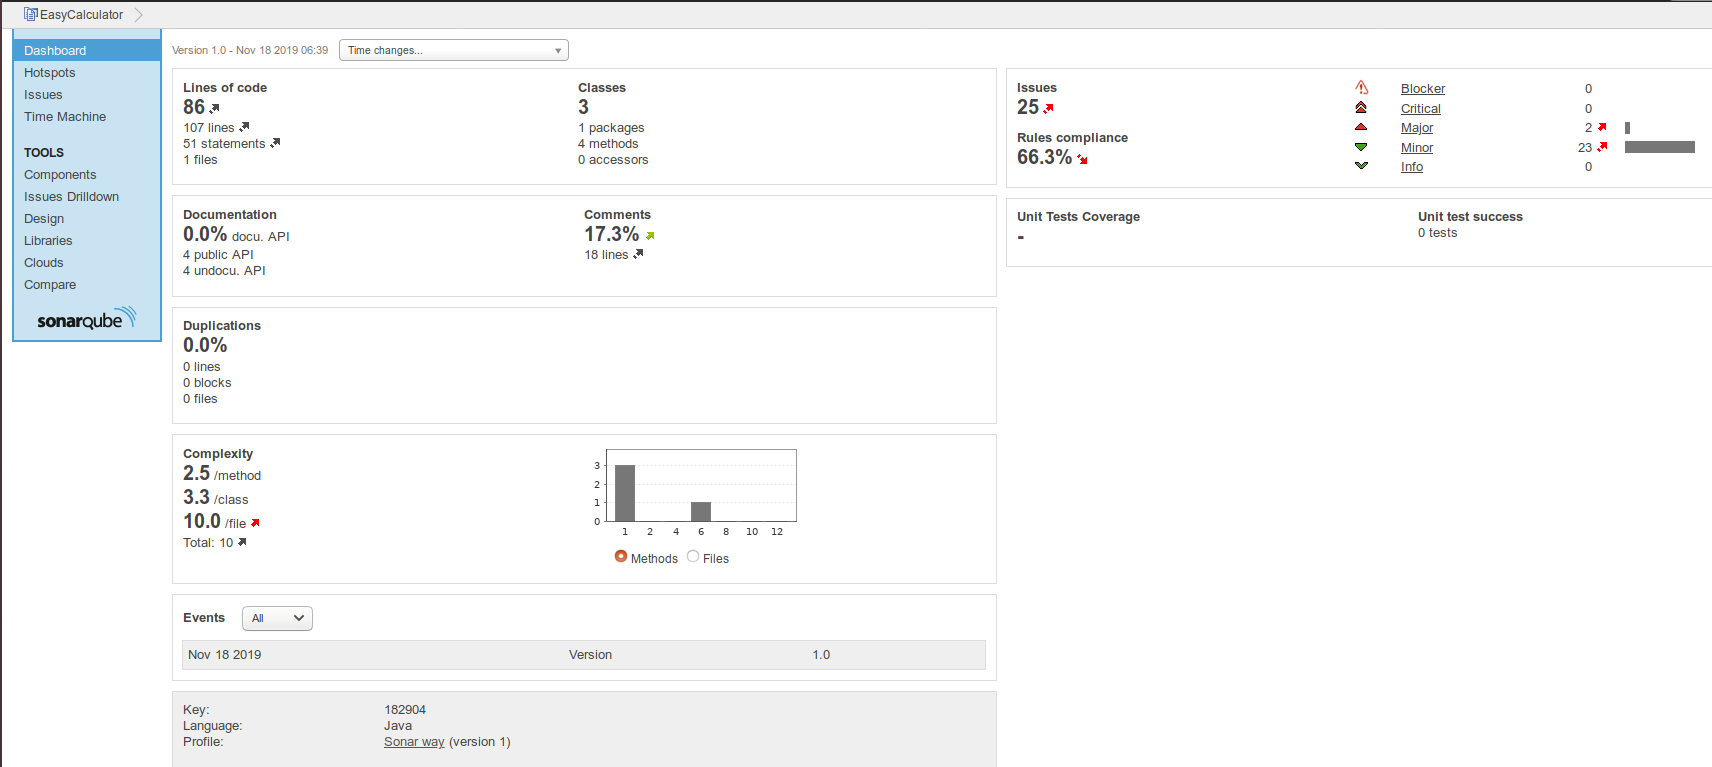 EasyCalculator
Dashboard
Hotspots
Issues
Time Machine
TOOLS
Components
Issues Drilldown
Design
Libraries
Clouds
Compare
sonarqube
Version 1.0 - Nov 18 2019 06:39
Time changes...
Lines of code
86
107 lines
51 statements
1 files
Classes
3
1 packages
4 methods
0 accessors
Documentation
0.0% docu. API
4 public API
4 undocu. API
Comments
17.3%
18 lines
Duplications
0.0%
0 lines
0 blocks
0 files
Complexity
2.5 /method
3.3 /class
10.0 /file
Total: 10
3
2
1
0
1 2 4 6 8 10 12
Methods Files
Events All
Nov 18 2019 Version 1.0
Key: 182904
Language: Java
Profile: Sonar way (version 1)
Issues
25
Rules compliance
66.3%
Blocker 0
Critical 0
Major 2
Minor 23
Info 0
Unit Tests Coverage
-
Unit test success
0 tests